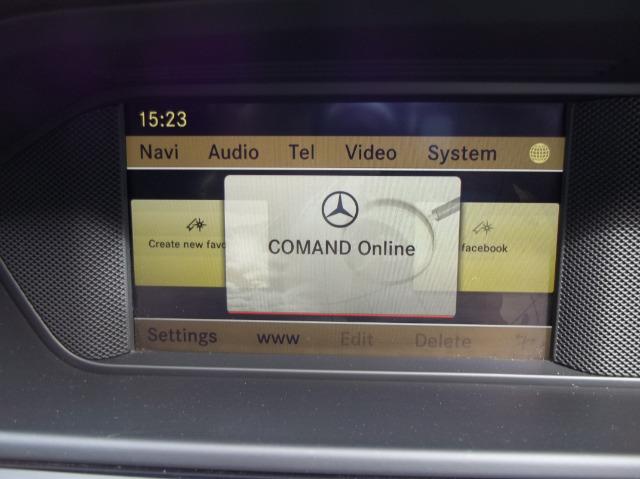 15:23
Navi Audio Tel Video System
Create new favo
COMAND Online
facebook
Settings www Edit Delete